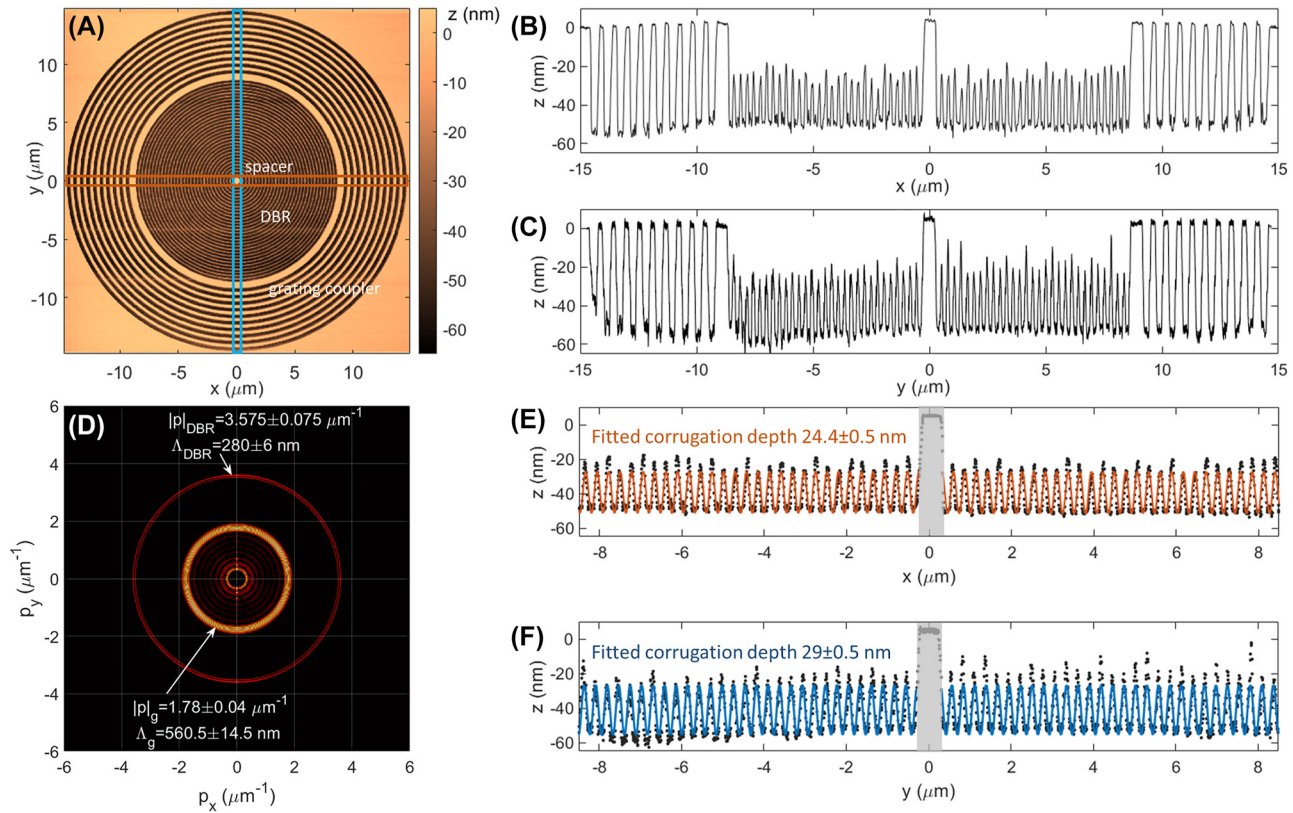 (A)
z (nm)
0
-10
-20
-30
-40
-50
-60
10
5
0
-5
-10
y (μm)
spacer
DBR
grating coupler
-10
-5
0
5
10
x (μm)
(B)
0
-20
-40
-60
z (nm)
-15
-10
-5
0
5
10
15
x (μm)
(C)
0
-20
-40
-60
z (nm)
-15
-10
-5
0
5
10
15
y (μm)
(D)
|p|DBR=3.575±0.075 μm-1
ΛDBR=280±6 nm
|p|g=1.78±0.04 μm-1
Λg=560.5±14.5 nm
6
4
2
0
-2
-4
-6
py (μm-1)
-6
-4
-2
0
2
4
6
px (μm-1)
(E)
Fitted corrugation depth 24.4±0.5 nm
0
-20
-40
-60
z (nm)
-8
-6
-4
-2
0
2
4
6
8
x (μm)
(F)
Fitted corrugation depth 29±0.5 nm
0
-20
-40
-60
z (nm)
-8
-6
-4
-2
0
2
4
6
8
y (μm)